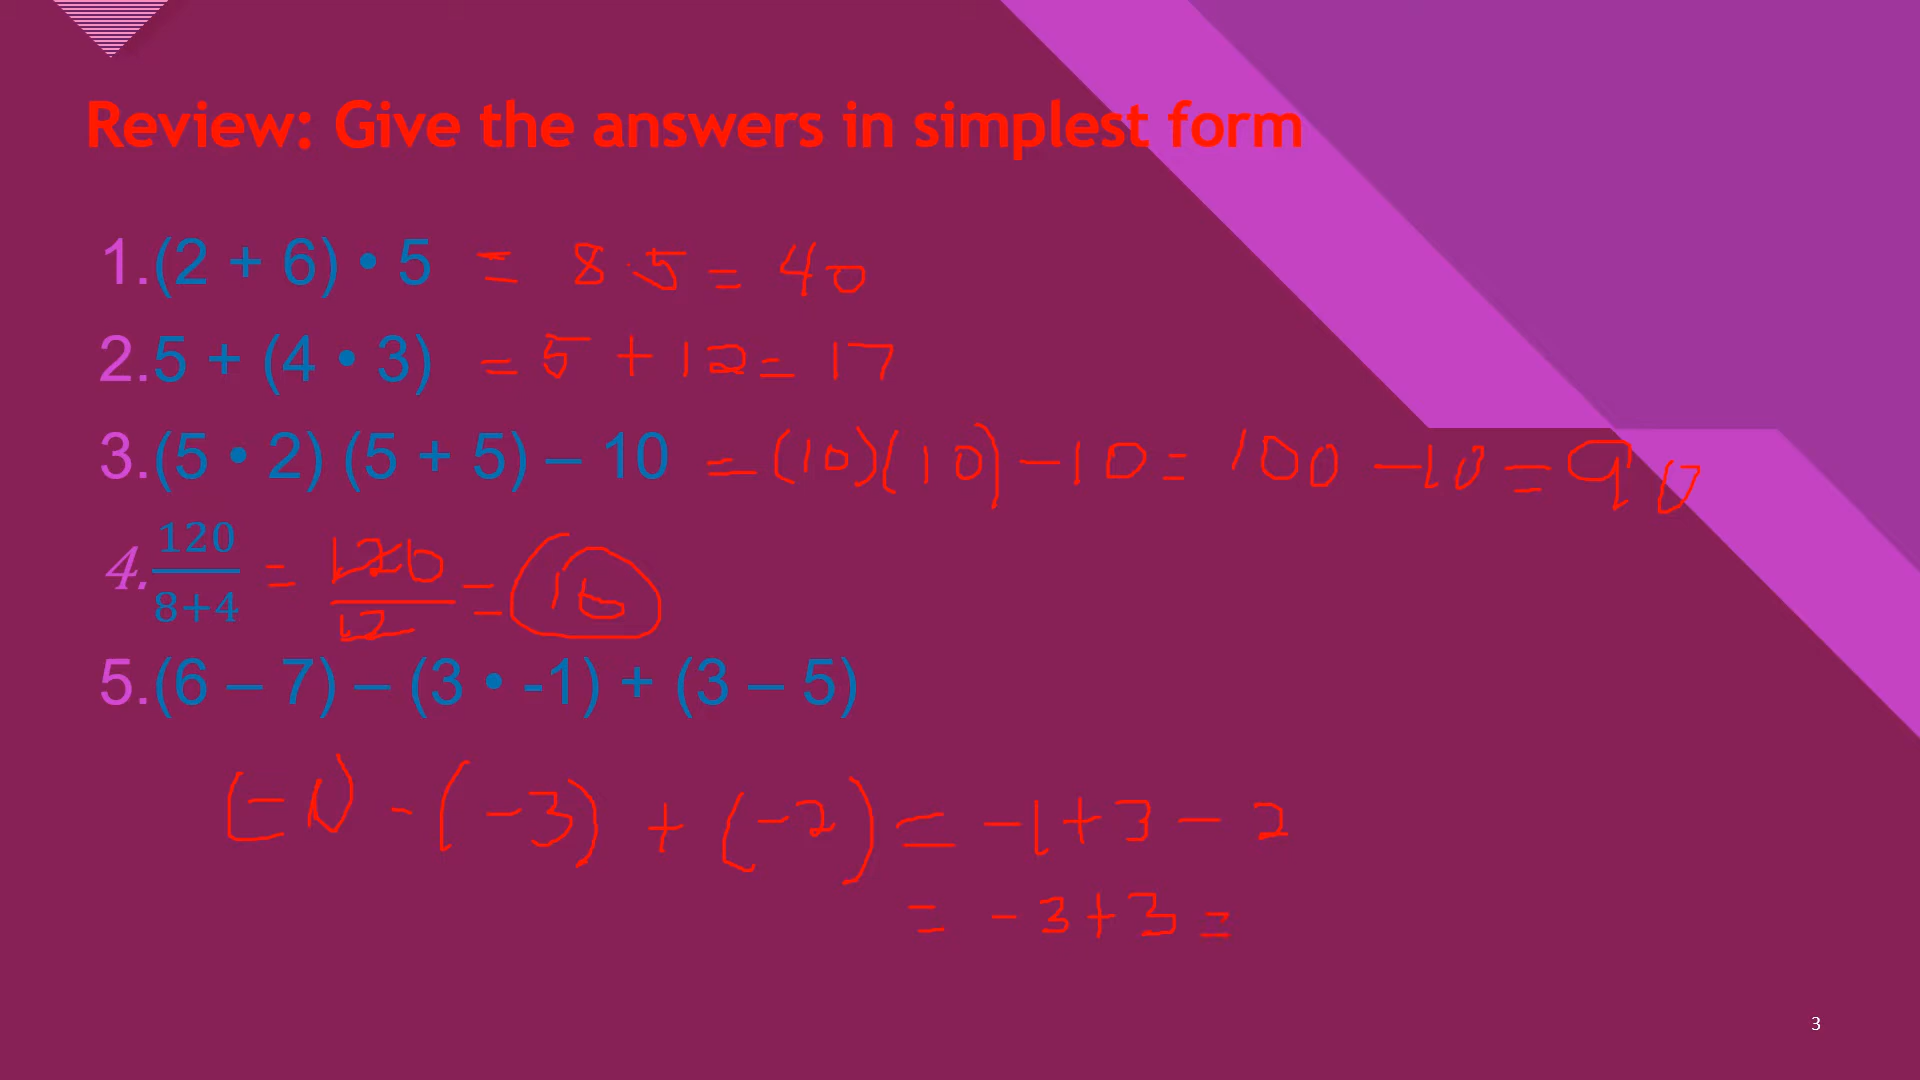 Review: Give the answers in simplest form
1.(2 + 6) • 5 = 8 · 5 = 40
2.5 + (4 • 3) = 5 + 12 = 17
3.(5 • 2) (5 + 5) – 10 = (10)(10) - 10 = 100 - 10 = 90
4. 120/8+4 = 120/12 = 10
5.(6 – 7) – (3 • -1) + (3 – 5)
(-1) - (-3) + (-2) = -1 + 3 - 2
= -3 + 3 =
3